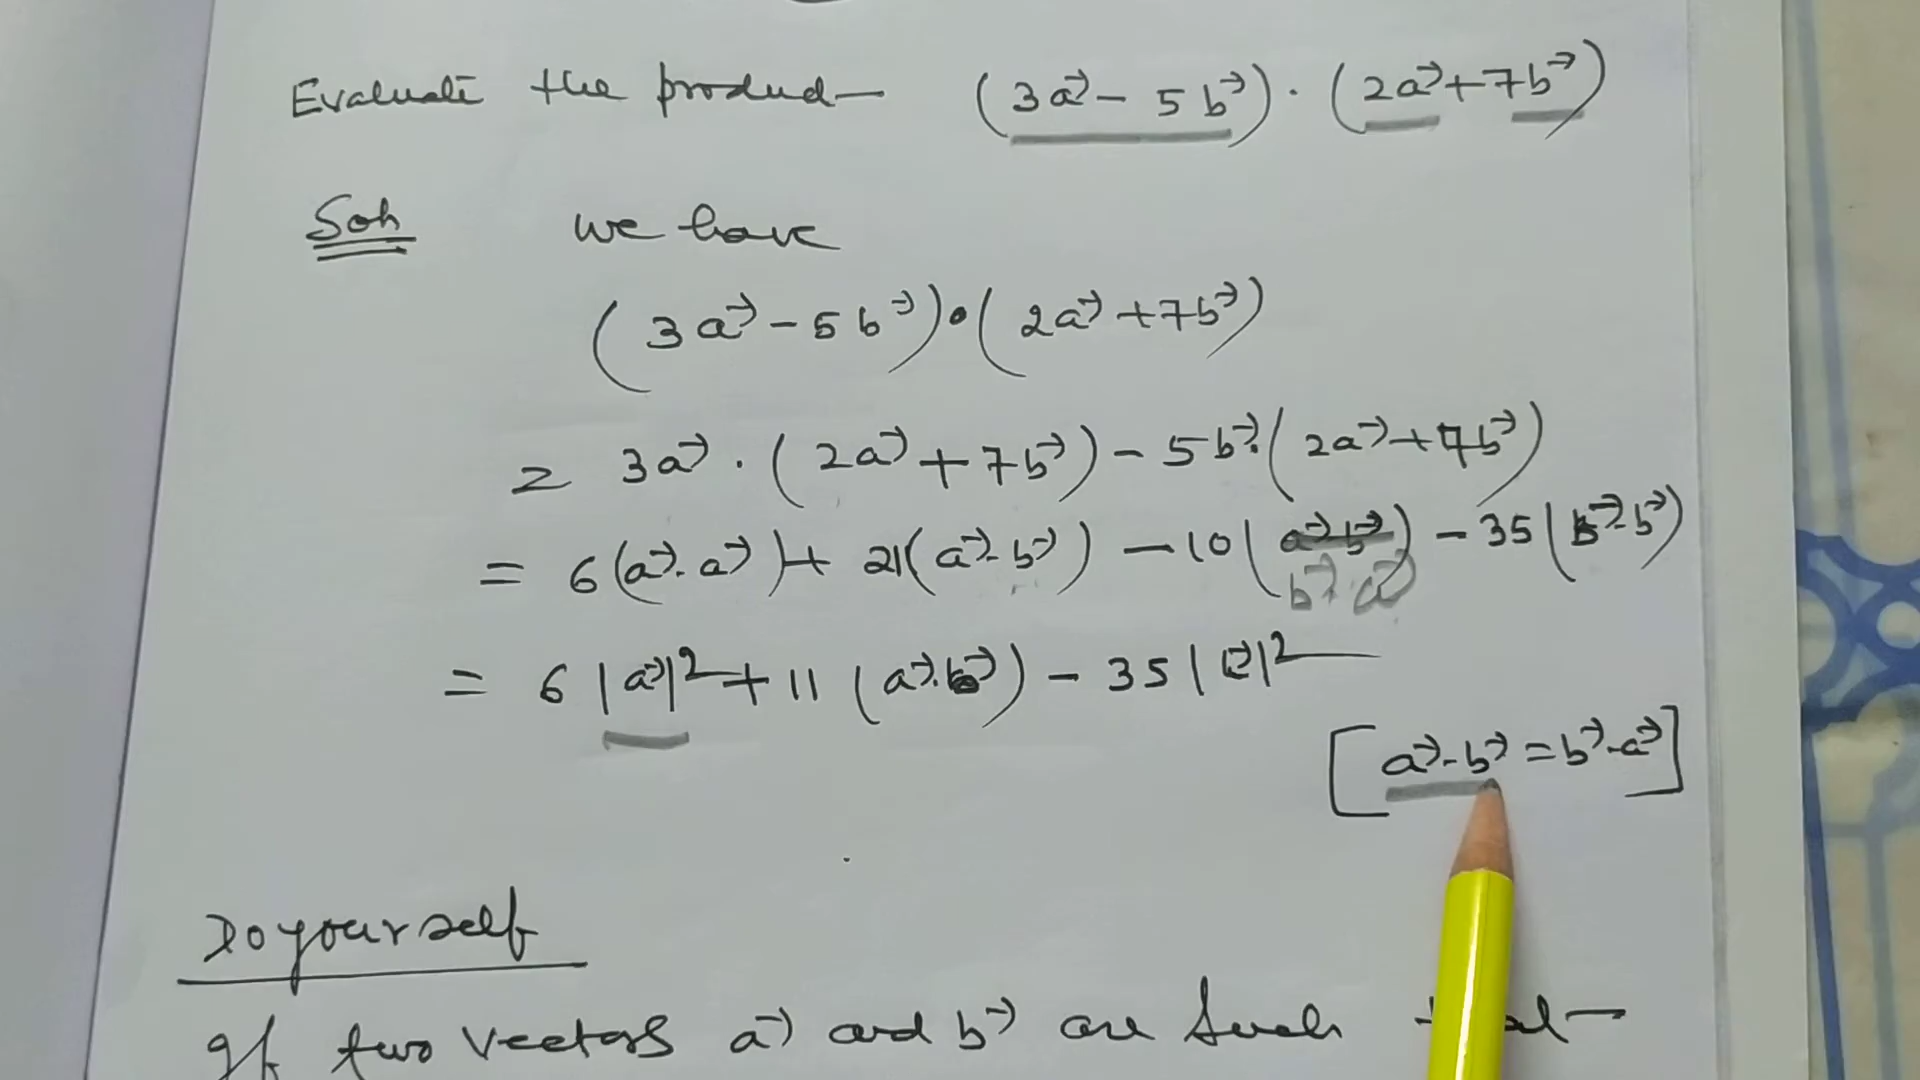 Evaluate the product (3a⃗ - 5b⃗) · (2a⃗ + 7b⃗)
Soln we have
(3a⃗ - 5b⃗) · (2a⃗ + 7b⃗)
= 3a⃗ · (2a⃗ + 7b⃗) - 5b⃗ · (2a⃗ + 7b⃗)
= 6(a⃗ · a⃗) + 21(a⃗ · b⃗) - 10(a⃗ · b⃗) - 35(b⃗ · b⃗)
b⃗ · a⃗
= 6|a⃗|² + 11(a⃗ · b⃗) - 35| |²
[a⃗ · b⃗ = b⃗ · a⃗]
Do yourself
If two vectors a⃗ and b⃗ are such